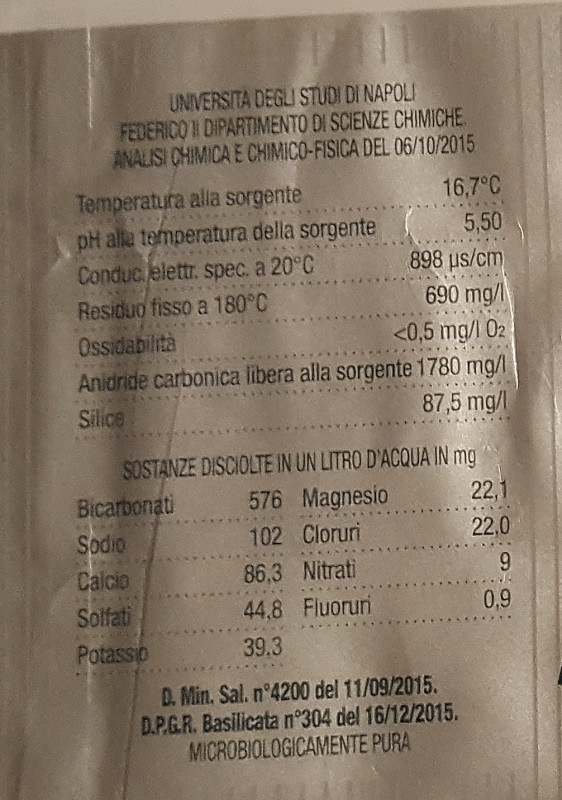 UNIVERSITÀ DEGLI STUDI DI NAPOLI
FEDERICO II DIPARTIMENTO DI SCIENZE CHIMICHE.
ANALISI CHIMICA E CHIMICO-FISICA DEL 06/10/2015
Temperatura alla sorgente 16,7°C
pH alla temperatura della sorgente 5,50
Conduc. elettr. spec. a 20°C 898 µs/cm
Residuo fisso a 180°C 690 mg/l
Ossidabilità <0,5 mg/l O2
Anidride carbonica libera alla sorgente 1780 mg/l
Silice 87,5 mg/l
SOSTANZE DISCIOLTE IN UN LITRO D'ACQUA IN mg
Bicarbonati 576 Magnesio 22,1
Sodio 102 Cloruri 22,0
Calcio 86,3 Nitrati 9
Solfati 44,8 Fluoruri 0,9
Potassio 39,3
D. Min. Sal. n°4200 del 11/09/2015.
D.P.G.R. Basilicata n°304 del 16/12/2015.
MICROBIOLOGICAMENTE PURA